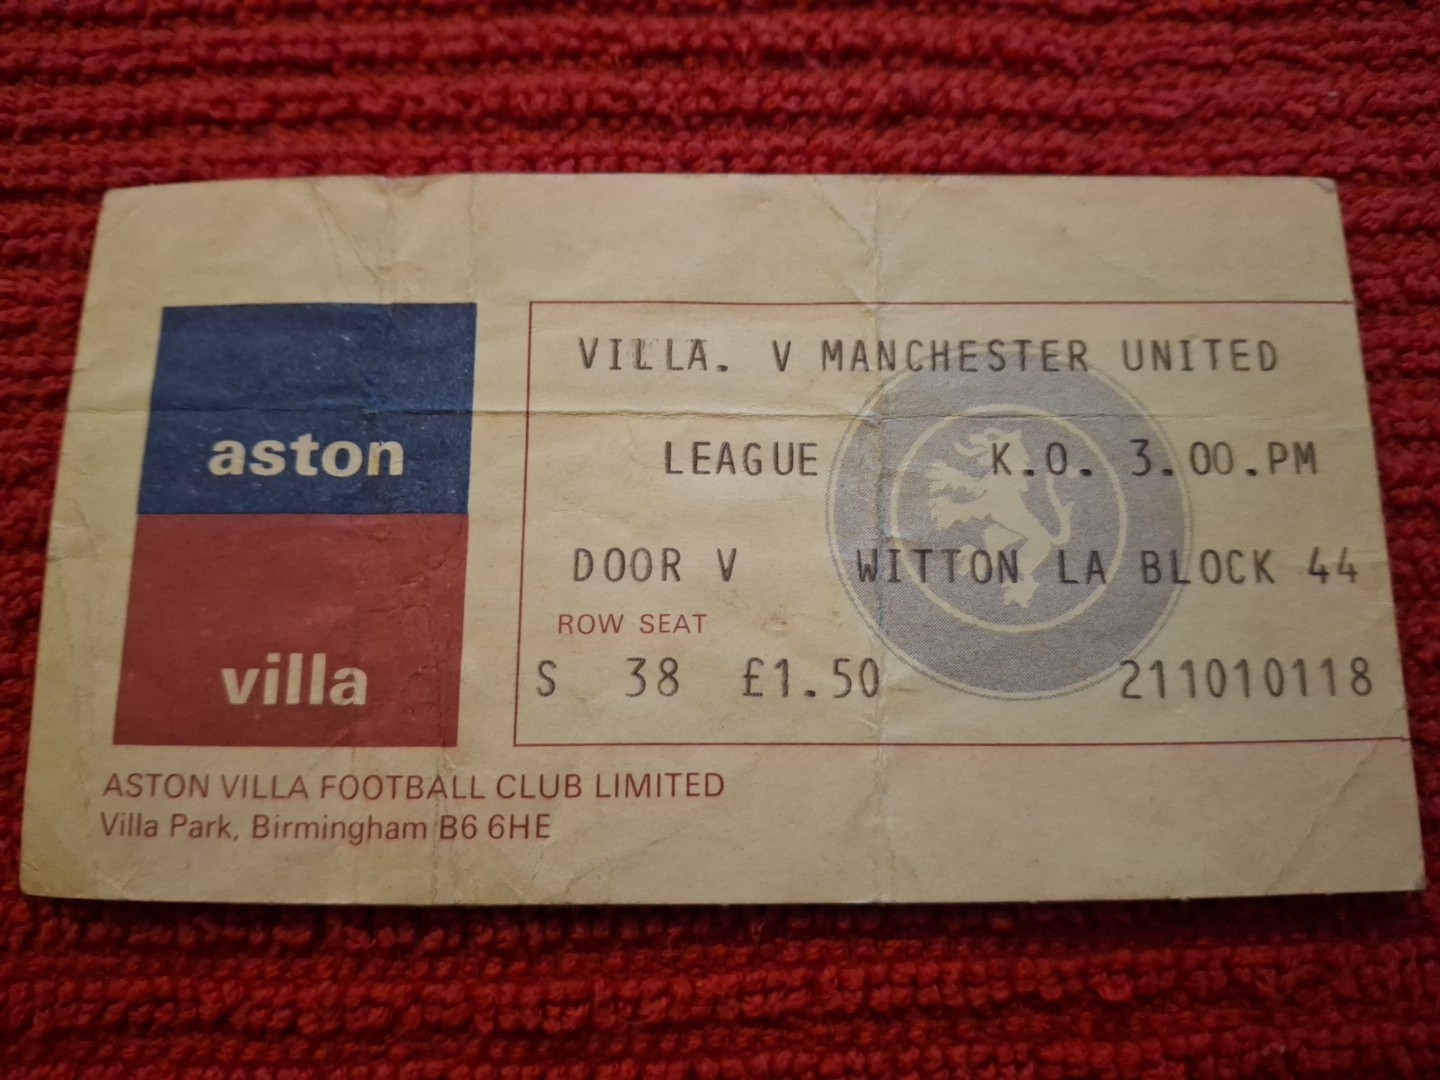 aston
villa
VILLA. V MANCHESTER UNITED
LEAGUE K.O. 3.00.PM
DOOR V WITTON LA BLOCK 44
ROW SEAT
S 38 £1.50 211010118
ASTON VILLA FOOTBALL CLUB LIMITED
Villa Park, Birmingham B6 6HE